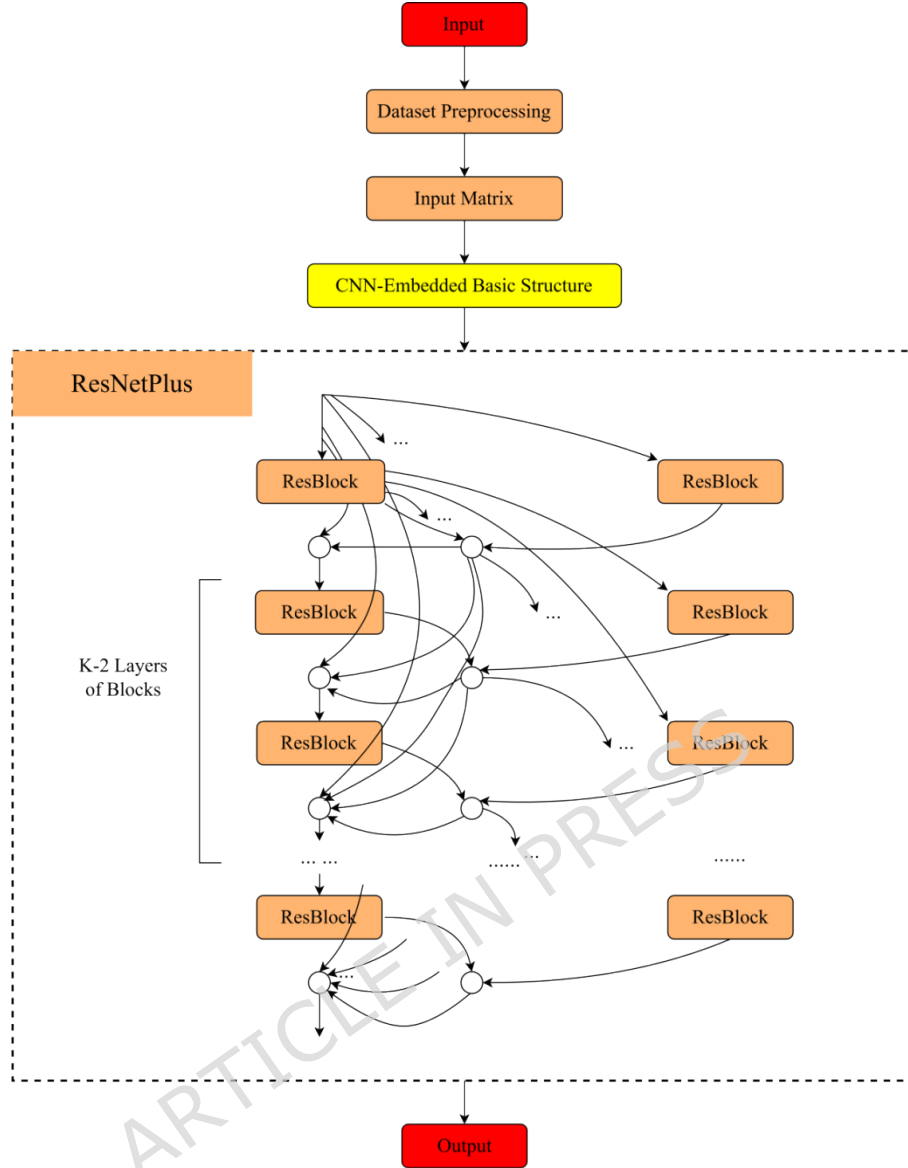 Input
Dataset Preprocessing
Input Matrix
CNN-Embedded Basic Structure
ResNetPlus
...
ResBlock
ResBlock
...
ResBlock
ResBlock
...
K-2 Layers
of Blocks
ResBlock
ResBlock
...
... ...
......
...
......
ResBlock
ResBlock
...
Output
ARTICLE IN PRESS